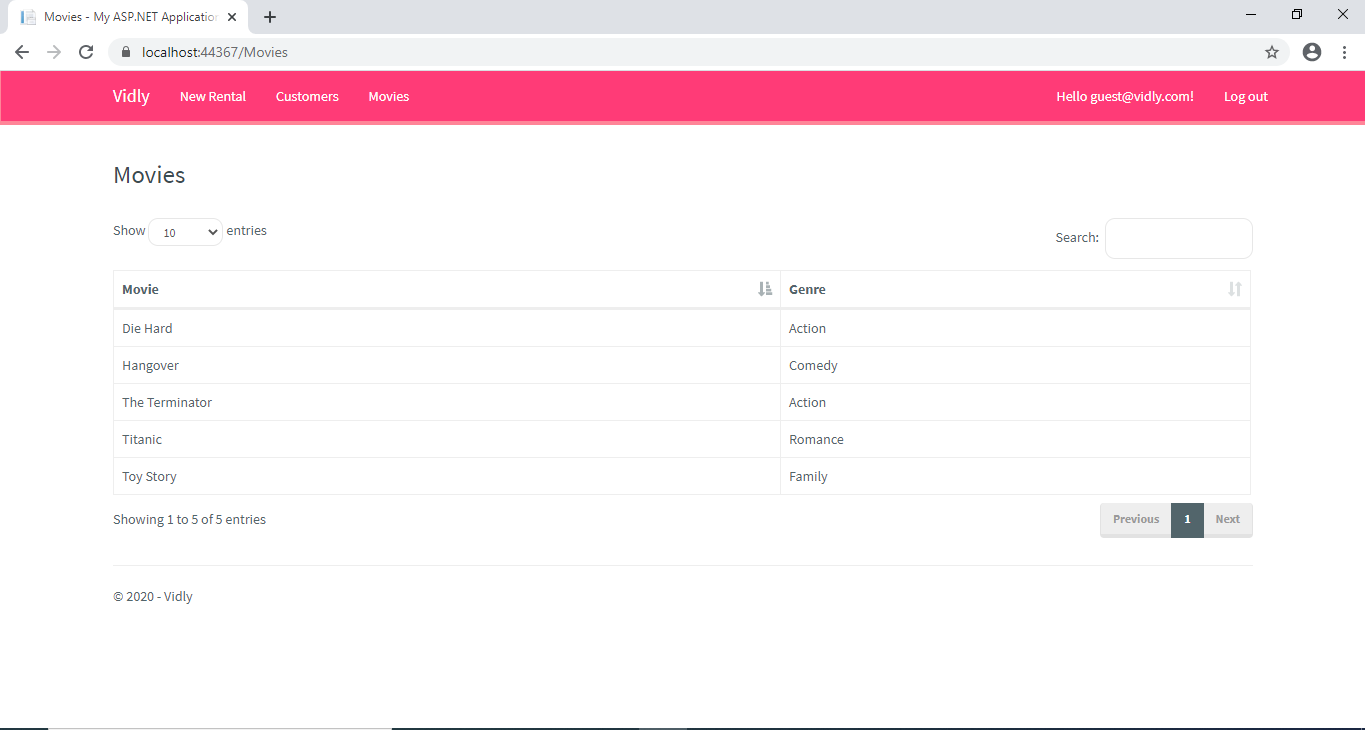 Movies - My ASP.NET Application
localhost:44367/Movies
Vidly New Rental Customers Movies Hello guest@vidly.com! Log out
Movies
Show 10 entries Search:
Movie Genre
Die Hard Action
Hangover Comedy
The Terminator Action
Titanic Romance
Toy Story Family
Showing 1 to 5 of 5 entries Previous 1 Next
© 2020 - Vidly